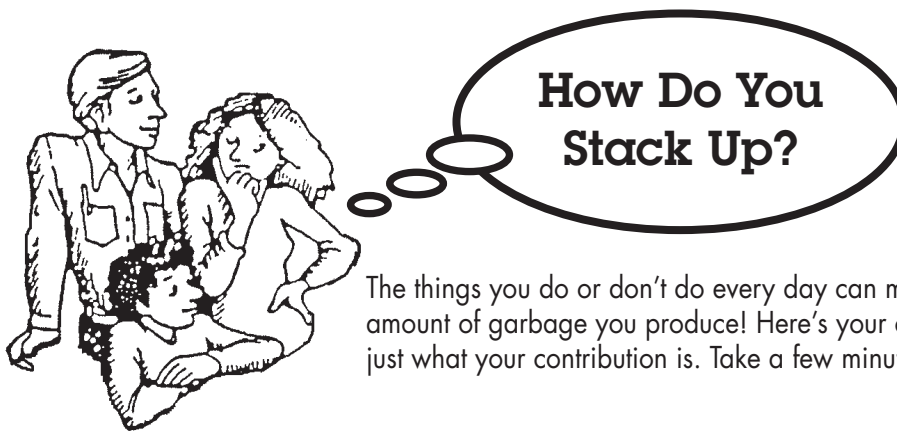 How Do You
Stack Up?
The things you do or don't do every day can
amount of garbage you produce! Here's your
just what your contribution is. Take a few